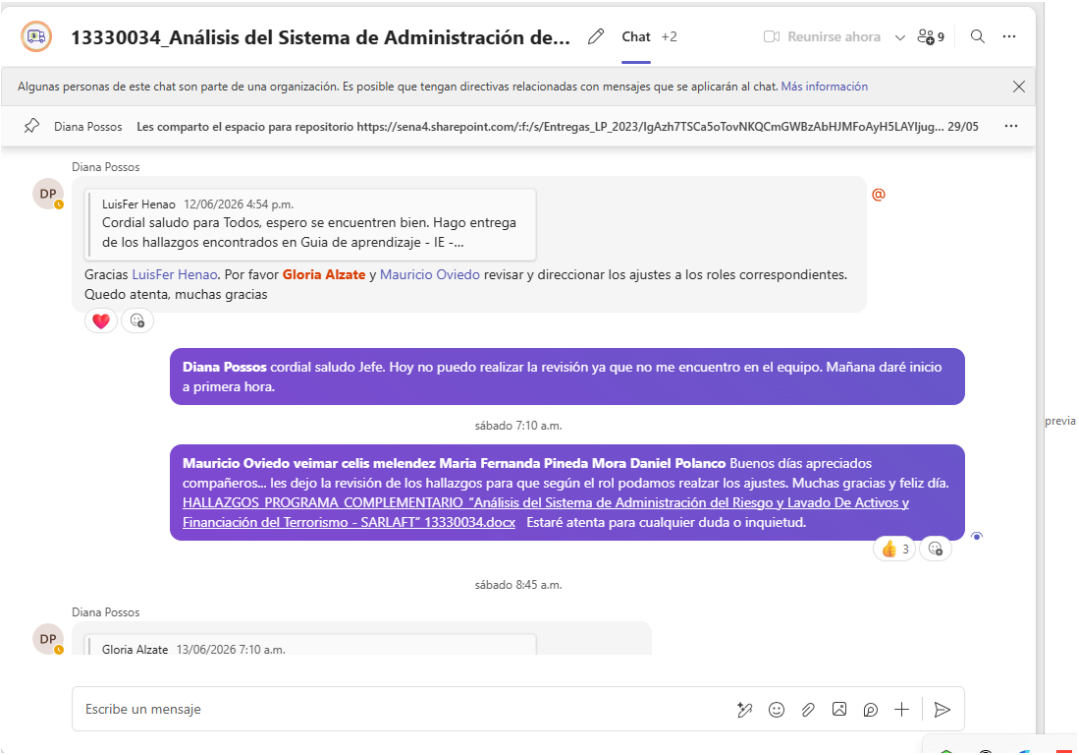 13330034_Análisis del Sistema de Administración de...
Chat +2
Reunirse ahora
9
Algunas personas de este chat son parte de una organización. Es posible que tengan directivas relacionadas con mensajes que se aplicarán al chat. Más información
Diana Possos Les comparto el espacio para repositorio https://sena4.sharepoint.com/:f:/s/Entregas_LP_2023/IgAzh7TSCa5oTovNKQCmGWBzAbHJMFoAyH5LAYIjug... 29/05
Diana Possos
DP
LuisFer Henao 12/06/2026 4:54 p.m.
Cordial saludo para Todos, espero se encuentren bien. Hago entrega
de los hallazgos encontrados en Guia de aprendizaje - IE -...
@
Gracias LuisFer Henao. Por favor Gloria Alzate y Mauricio Oviedo revisar y direccionar los ajustes a los roles correspondientes.
Quedo atenta, muchas gracias
Diana Possos cordial saludo Jefe. Hoy no puedo realizar la revisión ya que no me encuentro en el equipo. Mañana daré inicio
a primera hora.
sábado 7:10 a.m.
previa
Mauricio Oviedo veimar celis melendez Maria Fernanda Pineda Mora Daniel Polanco Buenos días apreciados
compañeros... les dejo la revisión de los hallazgos para que según el rol podamos realzar los ajustes. Muchas gracias y feliz día.
HALLAZGOS PROGRAMA COMPLEMENTARIO "Análisis del Sistema de Administración del Riesgo y Lavado De Activos y
Financiación del Terrorismo - SARLAFT" 13330034.docx Estaré atenta para cualquier duda o inquietud.
3
sábado 8:45 a.m.
Diana Possos
DP
Gloria Alzate 13/06/2026 7:10 a.m.
Escribe un mensaje